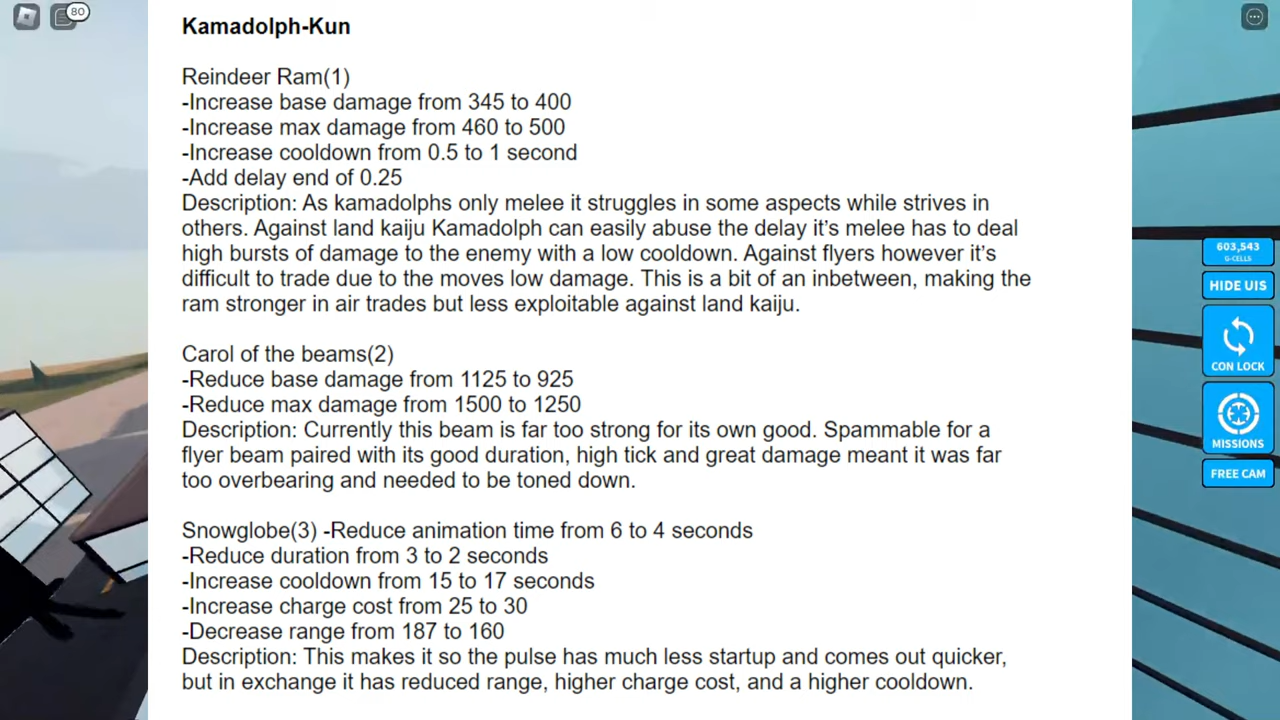 80
Kamadolph-Kun
Reindeer Ram(1)
-Increase base damage from 345 to 400
-Increase max damage from 460 to 500
-Increase cooldown from 0.5 to 1 second
-Add delay end of 0.25
Description: As kamadolphs only melee it struggles in some aspects while strives in
others. Against land kaiju Kamadolph can easily abuse the delay it's melee has to deal
high bursts of damage to the enemy with a low cooldown. Against flyers however it's
difficult to trade due to the moves low damage. This is a bit of an inbetween, making the
ram stronger in air trades but less exploitable against land kaiju.
Carol of the beams(2)
-Reduce base damage from 1125 to 925
-Reduce max damage from 1500 to 1250
Description: Currently this beam is far too strong for its own good. Spammable for a
flyer beam paired with its good duration, high tick and great damage meant it was far
too overbearing and needed to be toned down.
Snowglobe(3) -Reduce animation time from 6 to 4 seconds
-Reduce duration from 3 to 2 seconds
-Increase cooldown from 15 to 17 seconds
-Increase charge cost from 25 to 30
-Decrease range from 187 to 160
Description: This makes it so the pulse has much less startup and comes out quicker,
but in exchange it has reduced range, higher charge cost, and a higher cooldown.
603,543
G-CELLS
HIDE UIS
CON LOCK
MISSIONS
FREE CAM